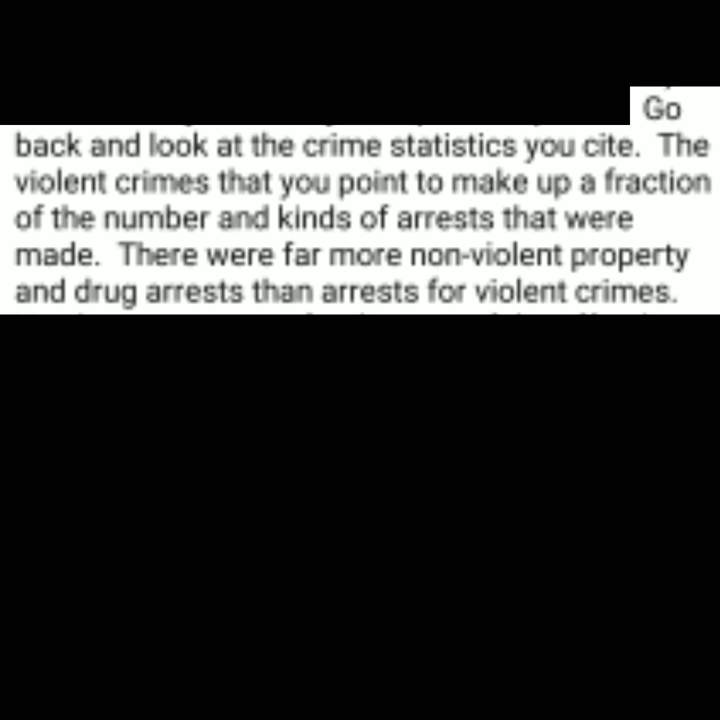 Go
back and look at the crime statistics you cite.  The
violent crimes that you point to make up a fraction
of the number and kinds of arrests that were
made.  There were far more non-violent property
and drug arrests than arrests for violent crimes.